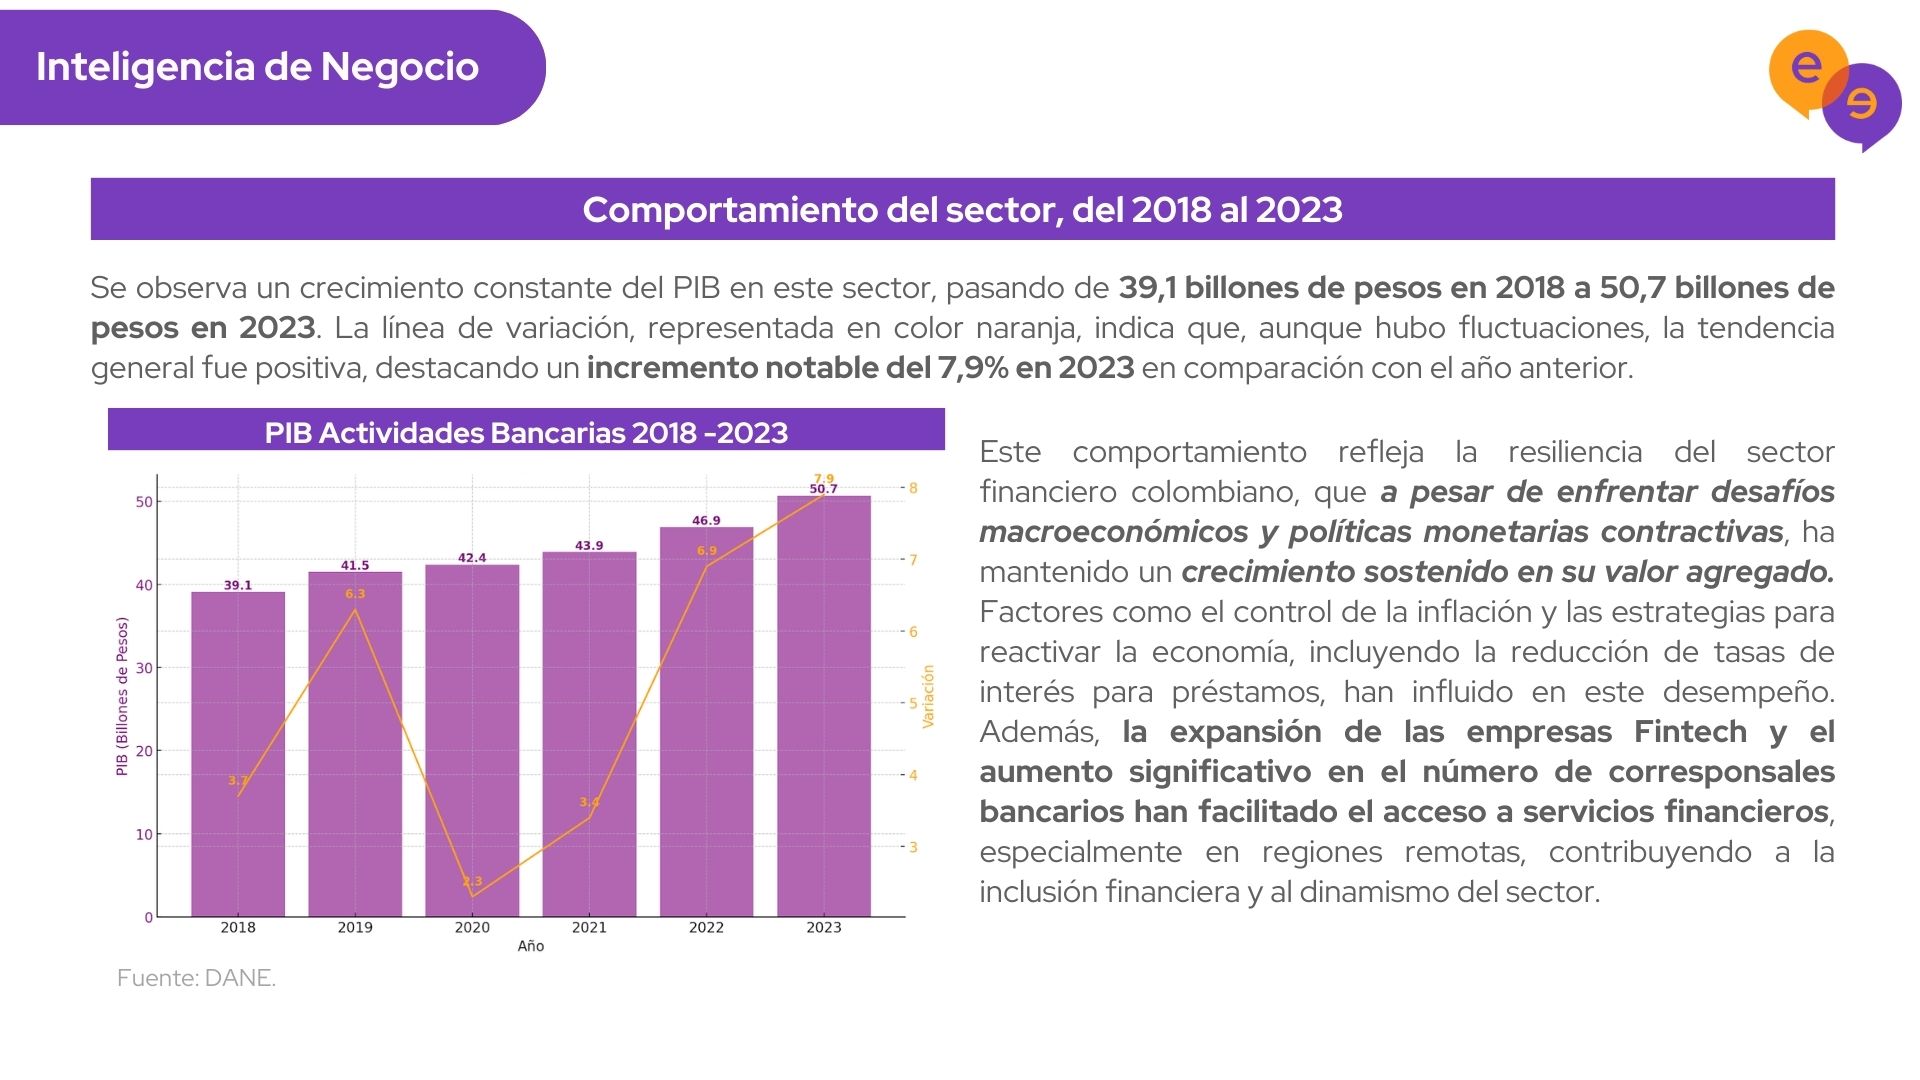 Inteligencia de Negocio
e
e
Comportamiento del sector, del 2018 al 2023
Se observa un crecimiento constante del PIB en este sector, pasando de 39,1 billones de pesos en 2018 a 50,7 billones de
pesos en 2023. La línea de variación, representada en color naranja, indica que, aunque hubo fluctuaciones, la tendencia
general fue positiva, destacando un incremento notable del 7,9% en 2023 en comparación con el año anterior.
PIB Actividades Bancarias 2018 -2023
PIB (Billones de Pesos)
50
40
30
20
10
0
39.1
41.5
42.4
43.9
46.9
50.7
3.7
6.3
2.3
3.4
6.9
7.9
8
7
6
5
4
3
Variación
2018
2019
2020
2021
2022
2023
Año
Fuente: DANE.
Este comportamiento refleja la resiliencia del sector
financiero colombiano, que a pesar de enfrentar desafíos
macroeconómicos y políticas monetarias contractivas, ha
mantenido un crecimiento sostenido en su valor agregado.
Factores como el control de la inflación y las estrategias para
reactivar la economía, incluyendo la reducción de tasas de
interés para préstamos, han influido en este desempeño.
Además, la expansión de las empresas Fintech y el
aumento significativo en el número de corresponsales
bancarios han facilitado el acceso a servicios financieros,
especialmente en regiones remotas, contribuyendo a la
inclusión financiera y al dinamismo del sector.